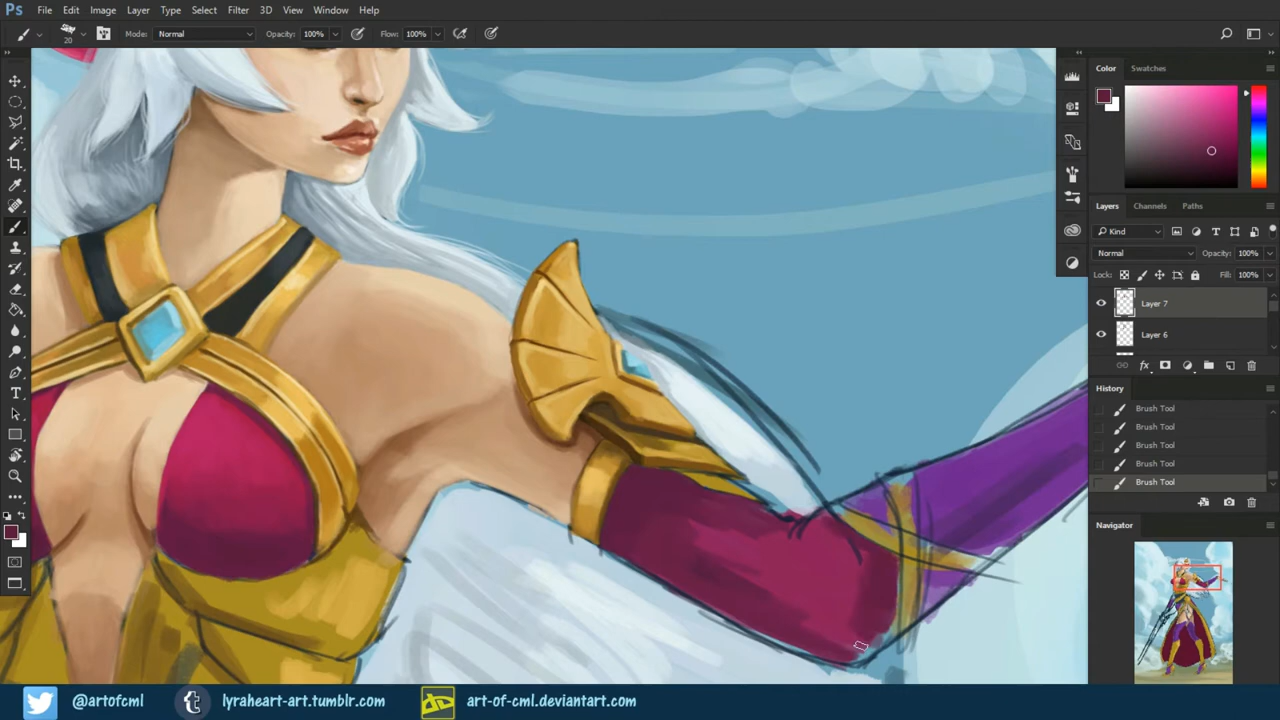 Ps File Edit Image Layer Type Select Filter 3D View Window Help
20 Mode: Normal Opacity: 100% Flow: 100%
Color Swatches
Layers Channels Paths
Kind
Normal Opacity: 100%
Lock: Fill: 100%
Layer 7
Layer 6
fx
History
Brush Tool
Brush Tool
Brush Tool
Brush Tool
Brush Tool
Navigator
@artofcml lyraheart-art.tumblr.com art-of-cml.deviantart.com